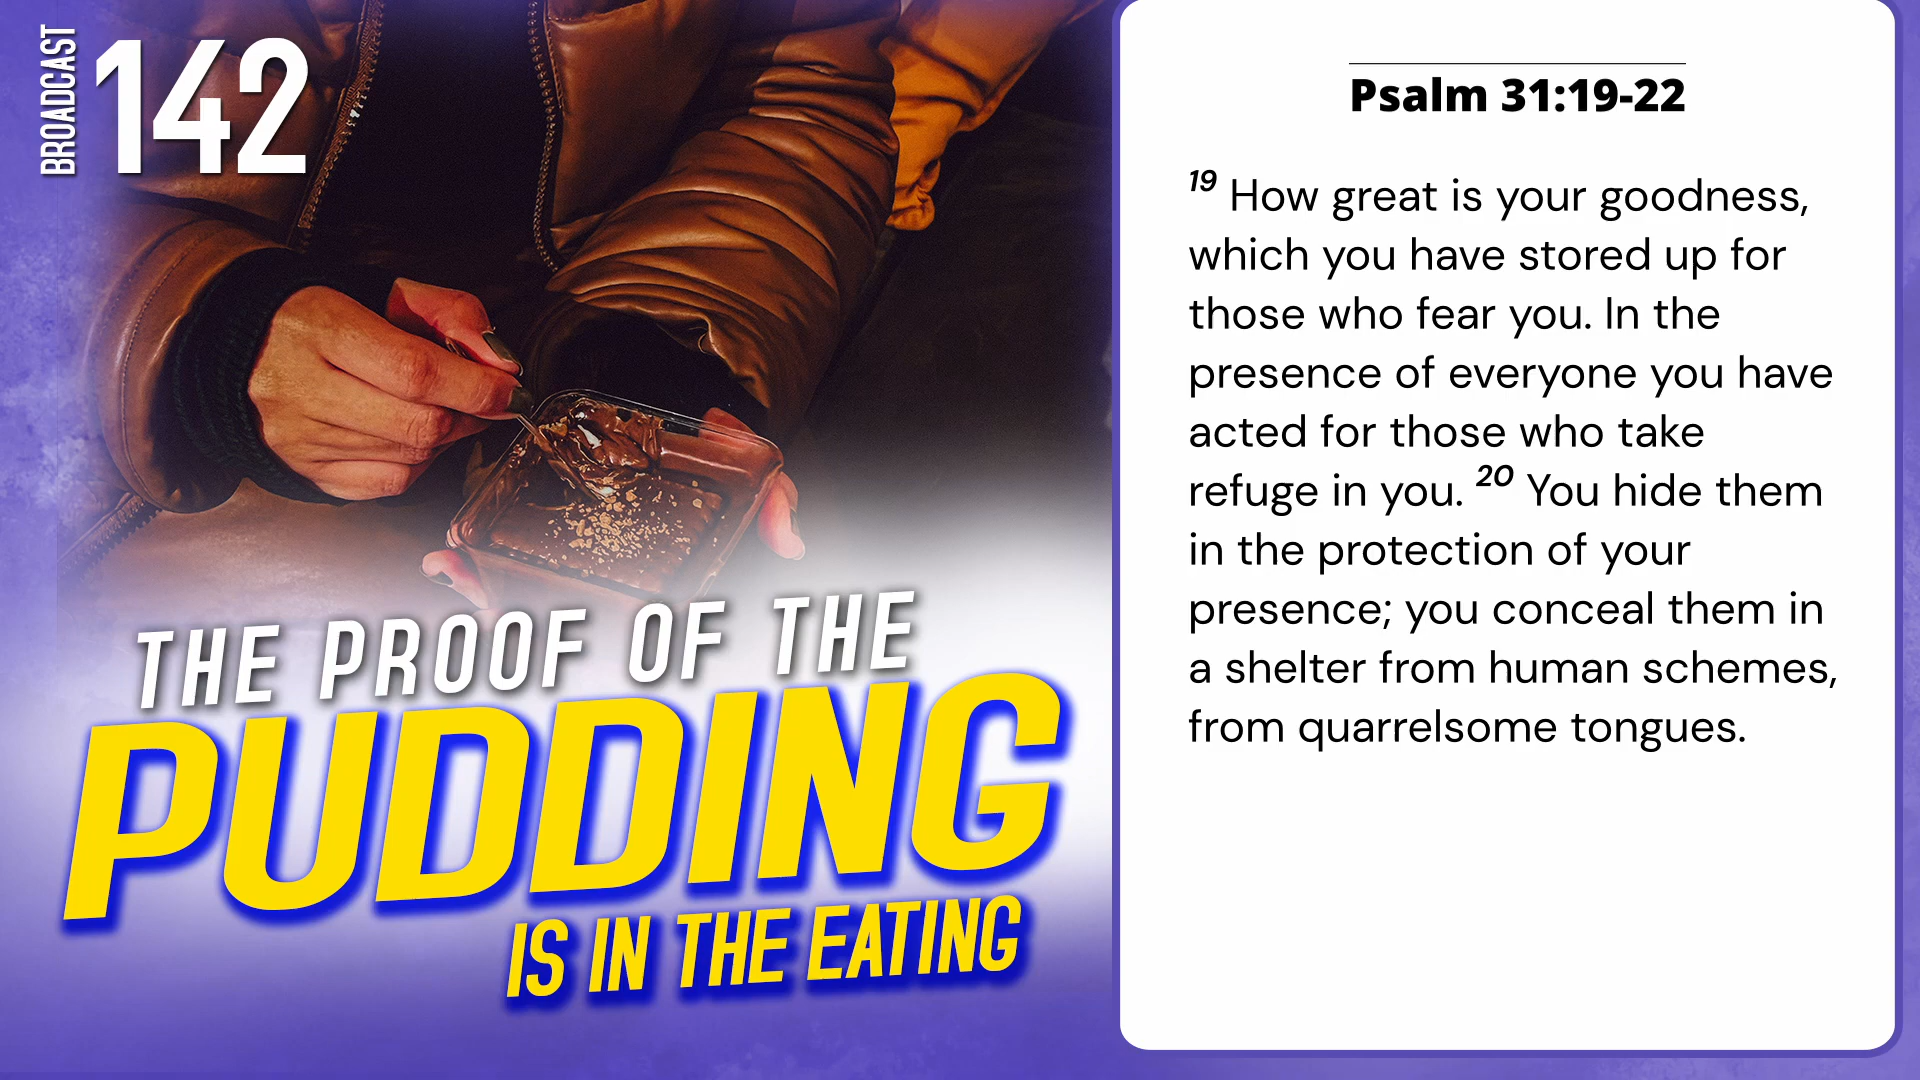 BROADCAST
142
THE PROOF OF THE
PUDDING
IS IN THE EATING
Psalm 31:19-22
19 How great is your goodness,
which you have stored up for
those who fear you. In the
presence of everyone you have
acted for those who take
refuge in you. 20 You hide them
in the protection of your
presence; you conceal them in
a shelter from human schemes,
from quarrelsome tongues.